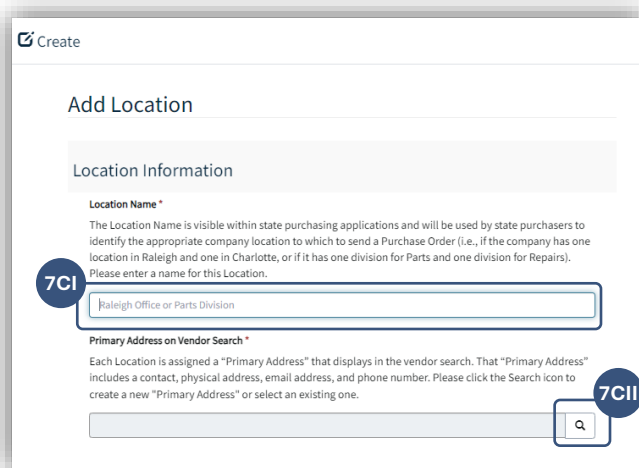 Create
Add Location
Location Information
Location Name *
The Location Name is visible within state purchasing applications and will be used by state purchasers to
identify the appropriate company location to which to send a Purchase Order (i.e., if the company has one
location in Raleigh and one in Charlotte, or if it has one division for Parts and one division for Repairs).
Please enter a name for this Location.
7CI
Raleigh Office or Parts Division
Primary Address on Vendor Search *
Each Location is assigned a “Primary Address” that displays in the vendor search. That “Primary Address”
includes a contact, physical address, email address, and phone number. Please click the Search icon to
create a new "Primary Address" or select an existing one.
7CII